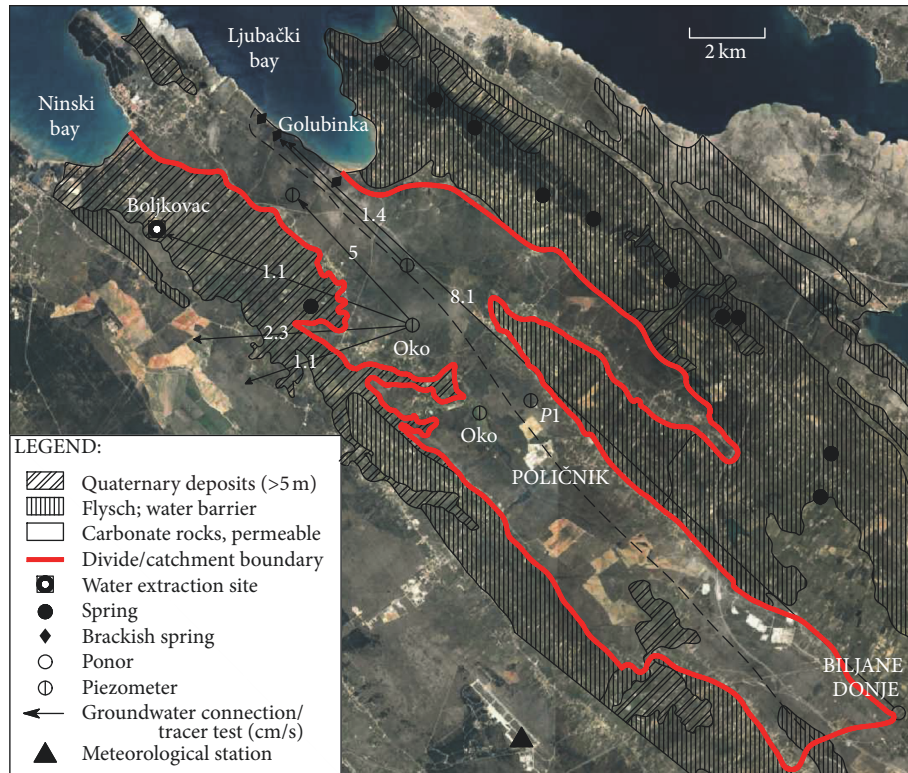 Ljubački
bay
2 km
Ninski
bay
Golubinka
Boljkovac
1.4
5
1.1
8.1
2.3
Oko
1.1
P1
Oko
POLIČNIK
BILJANE
DONJE
LEGEND:
Quaternary deposits (>5 m)
Flysch; water barrier
Carbonate rocks, permeable
Divide/catchment boundary
Water extraction site
Spring
Brackish spring
Ponor
Piezometer
Groundwater connection/
tracer test (cm/s)
Meteorological station